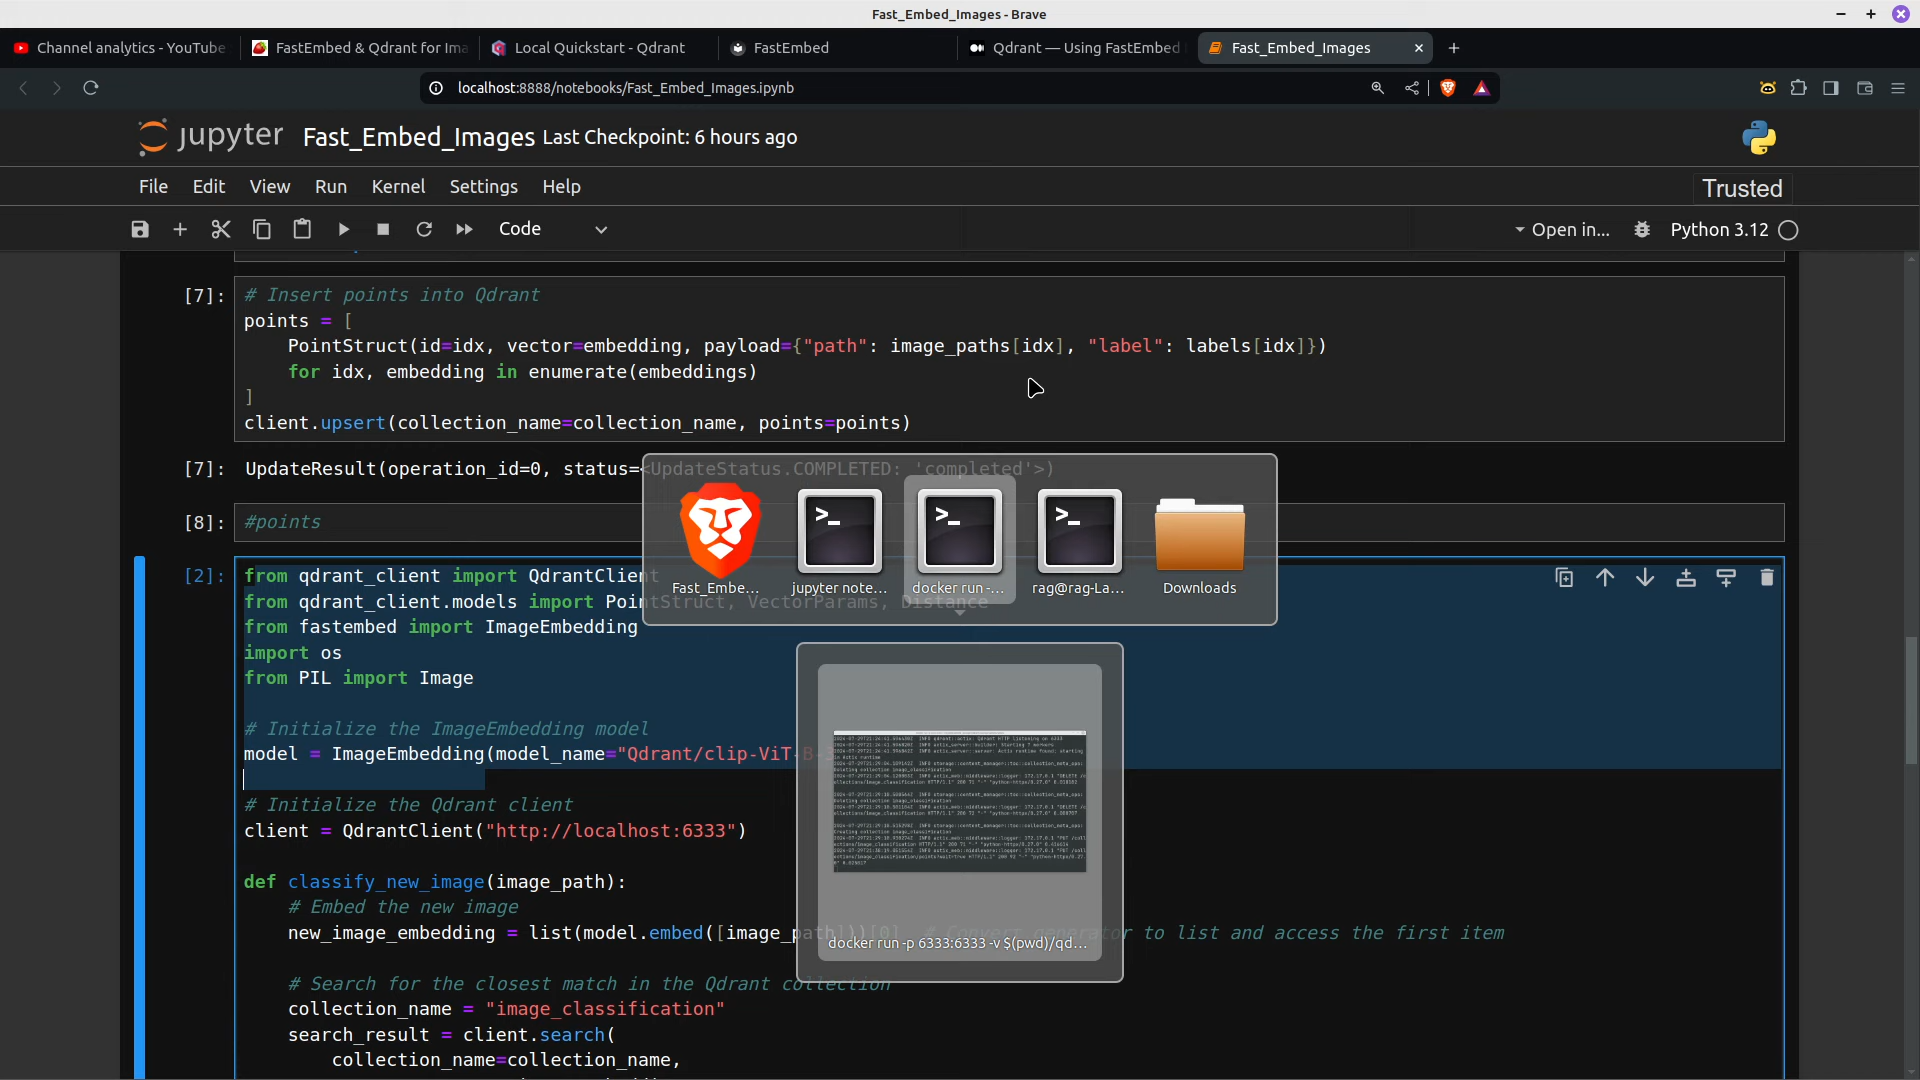 Fast_Embed_Images - Brave
Channel analytics - YouTube
FastEmbed & Qdrant for Ima
Local Quickstart - Qdrant
FastEmbed
Qdrant — Using FastEmbed
Fast_Embed_Images
localhost:8888/notebooks/Fast_Embed_Images.ipynb
jupyter Fast_Embed_Images Last Checkpoint: 6 hours ago
File Edit View Run Kernel Settings Help
Trusted
Code
Open in...
Python 3.12
[7]:
# Insert points into Qdrant
points = [
    PointStruct(id=idx, vector=embedding, payload={"path": image_paths[idx], "label": labels[idx]})
    for idx, embedding in enumerate(embeddings)
]
client.upsert(collection_name=collection_name, points=points)
[7]: UpdateResult(operation_id=0, status=<UpdateStatus.COMPLETED: 'completed'>)
[8]: #points
Fast_Embe...
jupyter note...
docker run -...
rag@rag-La...
Downloads
[2]: from qdrant_client import QdrantClient
from qdrant_client.models import PointStruct, VectorParams, Distance
from fastembed import ImageEmbedding
import os
from PIL import Image
# Initialize the ImageEmbedding model
model = ImageEmbedding(model_name="Qdrant/clip-ViT-B-
# Initialize the Qdrant client
client = QdrantClient("http://localhost:6333")
def classify_new_image(image_path):
    # Embed the new image
    new_image_embedding = list(model.embed([image_path]))[0]  # Convert generator to list and access the first item
docker run -p 6333:6333 -v $(pwd)/qd...
    # Search for the closest match in the Qdrant collection
    collection_name = "image_classification"
    search_result = client.search(
        collection_name=collection_name,